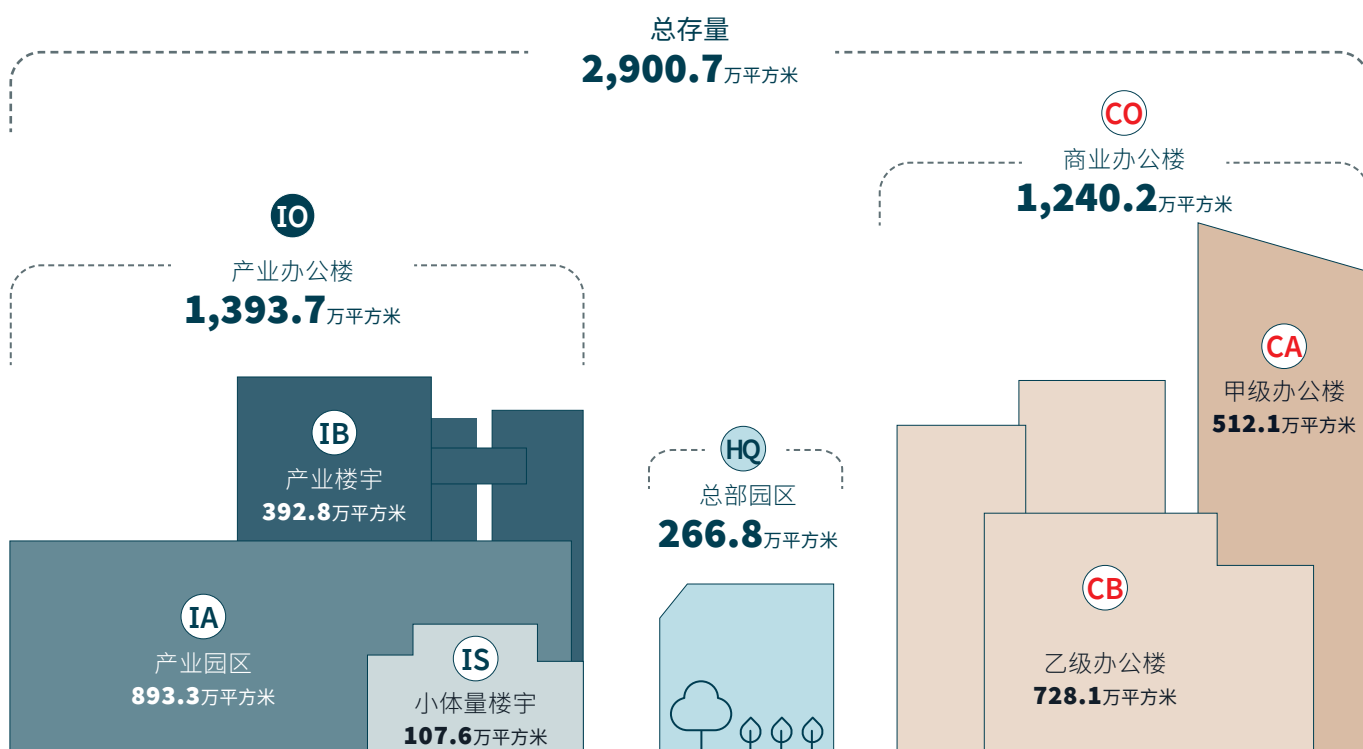 总存量
2,900.7万平方米
CO
商业办公楼
1,240.2万平方米
IO
产业办公楼
1,393.7万平方米
CA
甲级办公楼
512.1万平方米
IB
产业楼宇
392.8万平方米
HQ
总部园区
266.8万平方米
CB
乙级办公楼
728.1万平方米
IA
产业园区
893.3万平方米
IS
小体量楼宇
107.6万平方米